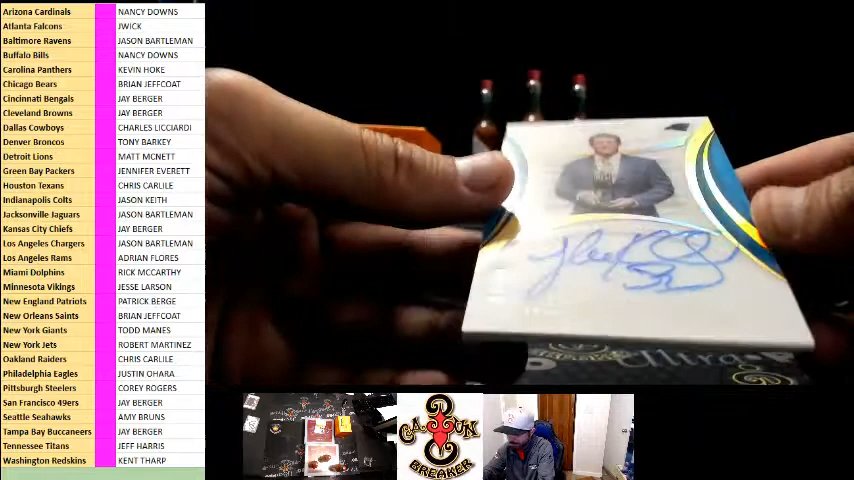 Arizona Cardinals NANCY DOWNS
Atlanta Falcons JWICK
Baltimore Ravens JASON BARTLEMAN
Buffalo Bills NANCY DOWNS
Carolina Panthers KEVIN HOKE
Chicago Bears BRIAN JEFFCOAT
Cincinnati Bengals JAY BERGER
Cleveland Browns JAY BERGER
Dallas Cowboys CHARLES LICCIARDI
Denver Broncos TONY BARKEY
Detroit Lions MATT MCNETT
Green Bay Packers JENNIFER EVERETT
Houston Texans CHRIS CARLILE
Indianapolis Colts JASON KEITH
Jacksonville Jaguars JASON BARTLEMAN
Kansas City Chiefs JAY BERGER
Los Angeles Chargers JASON BARTLEMAN
Los Angeles Rams ADRIAN FLORES
Miami Dolphins RICK MCCARTHY
Minnesota Vikings JESSE LARSON
New England Patriots PATRICK BERGE
New Orleans Saints BRIAN JEFFCOAT
New York Giants TODD MANES
New York Jets ROBERT MARTINEZ
Oakland Raiders CHRIS CARLILE
Philadelphia Eagles JUSTIN OHARA
Pittsburgh Steelers COREY ROGERS
San Francisco 49ers JAY BERGER
Seattle Seahawks AMY BRUNS
Tampa Bay Buccaneers JAY BERGER
Tennessee Titans JEFF HARRIS
Washington Redskins KENT THARP
Ultra
BREAKER